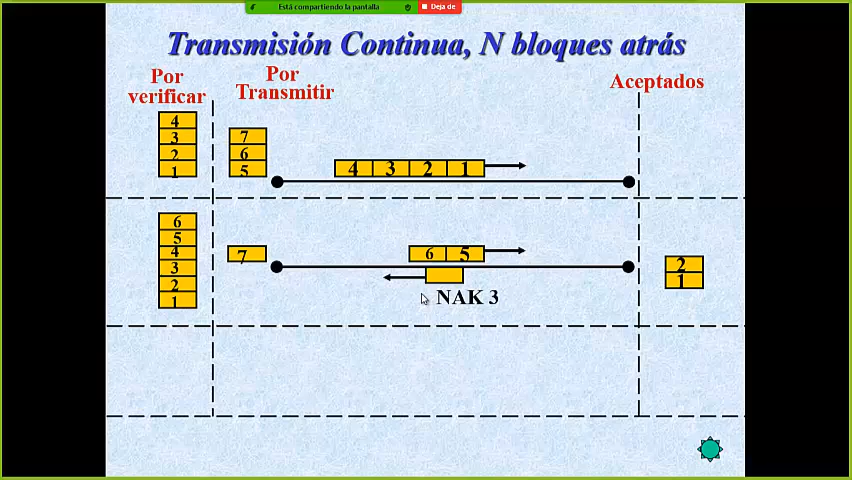 Está compartiendo la pantalla
Deja de
Transmisión Continua, N bloques atrás
Por
verificar
Por
Transmitir
Aceptados
4
3
2
1
7
6
5
4 3 2 1
6
5
4
3
2
1
7
6 5
NAK 3
2
1